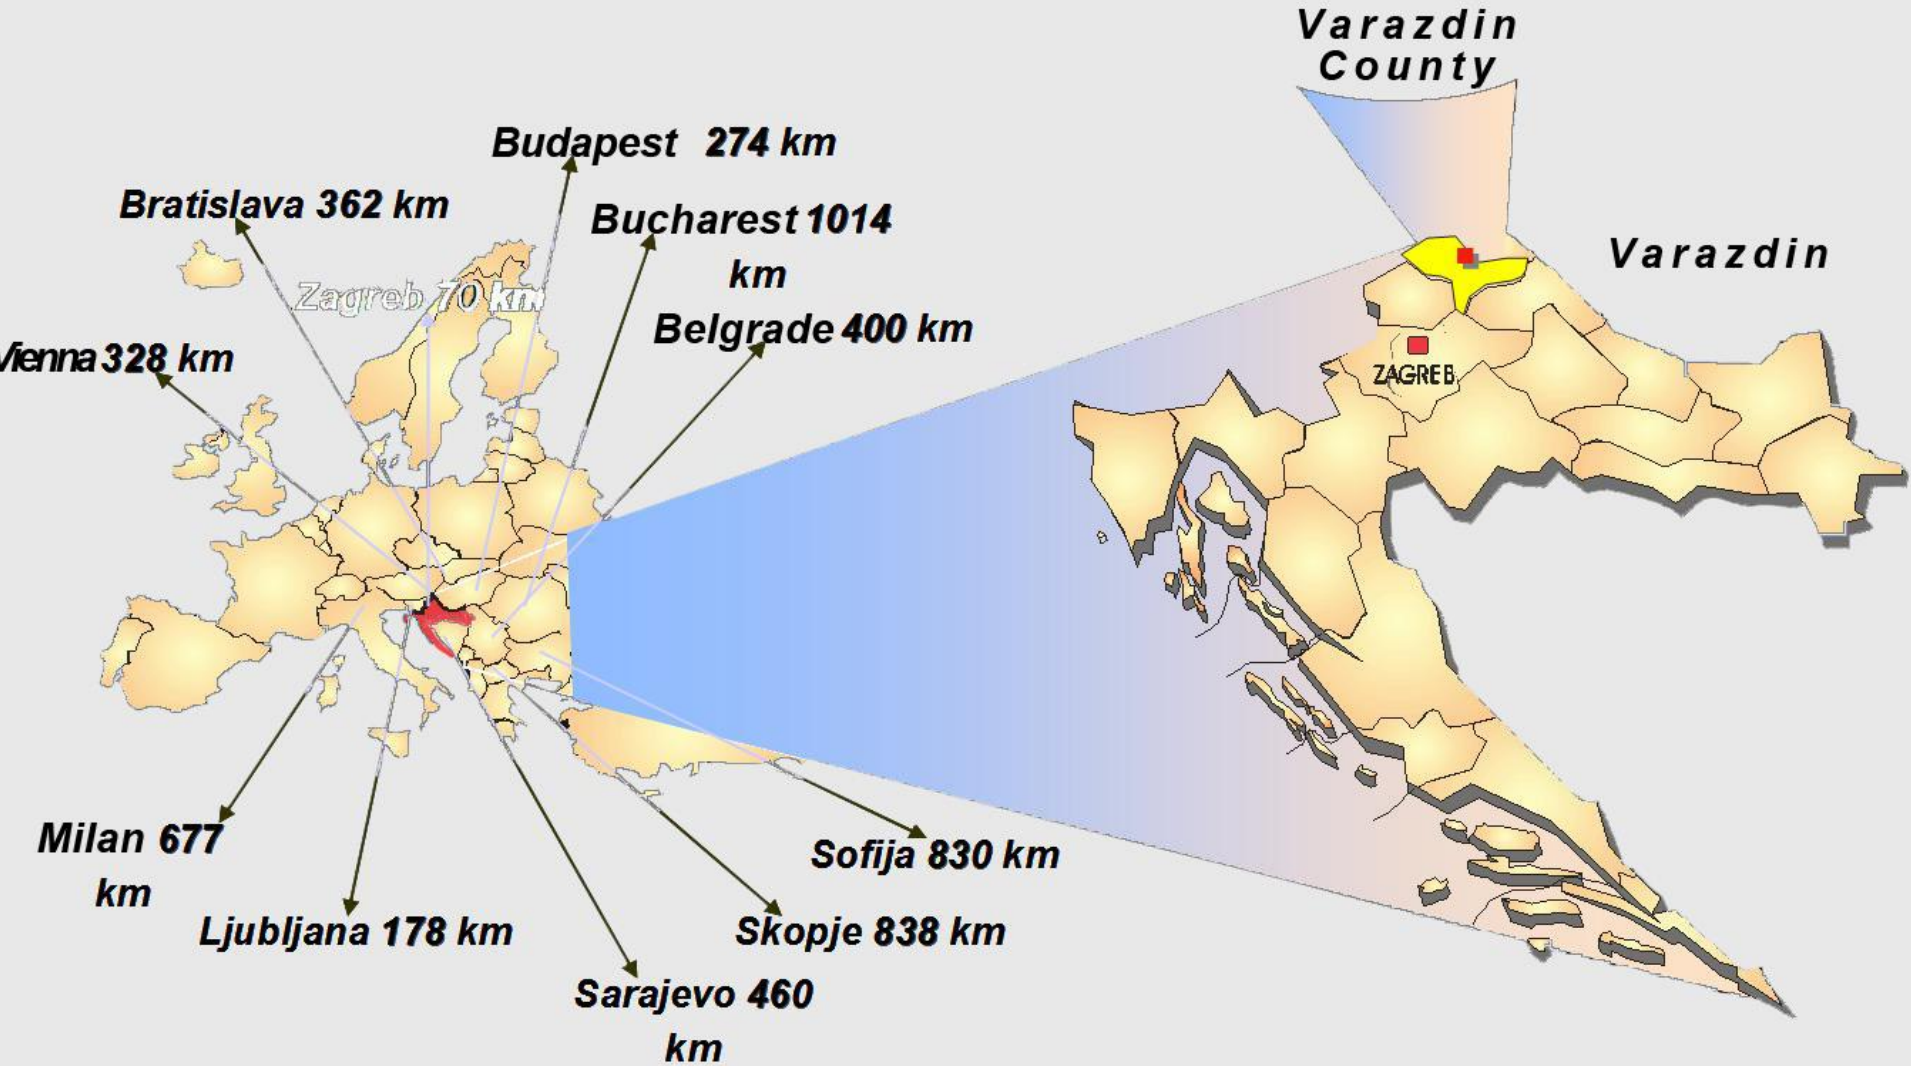 Varazdin
County
Budapest 274 km
Bratislava 362 km
Bucharest 1014
km
Varazdin
Zagreb 70 km
Belgrade 400 km
Vienna 328 km
ZAGREB
Milan 677
km
Sofija 830 km
Ljubljana 178 km
Skopje 838 km
Sarajevo 460
km